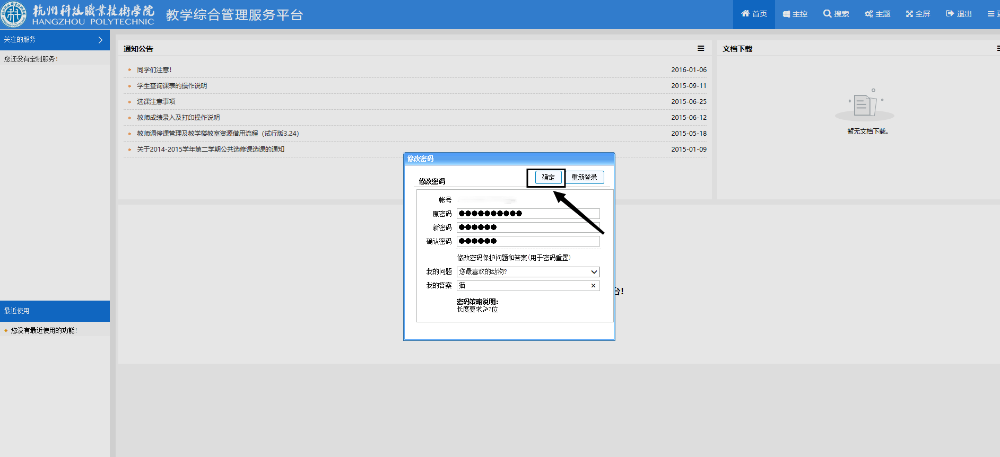 杭州科技職業技術學院
HANGZHOU POLYTECHNIC
教学综合管理服务平台
首页
主控
搜索
主题
全屏
退出
关注的服务
您还没有定制服务!
通知公告
同学们注意! 2016-01-06
学生查询课表的操作说明 2015-09-11
选课注意事项 2015-06-25
教师成绩录入及打印操作说明 2015-06-12
教师调停课管理及教学楼教室资源借用流程（试行版3.24） 2015-05-18
关于2014-2015学年第二学期公共选修课选课的通知 2015-01-09
文档下载
暂无文档下载。
修改密码
修改密码
确定
重新登录
帐号
原密码 ●●●●●●●●●●
新密码 ●●●●●●
确认密码 ●●●●●●
修改密码保护问题和答案(用于密码重置)
我的问题 您最喜欢的动物?
我的答案 猫
密码策略说明:
长度要求≥7位
台!
最近使用
您没有最近使用的功能!